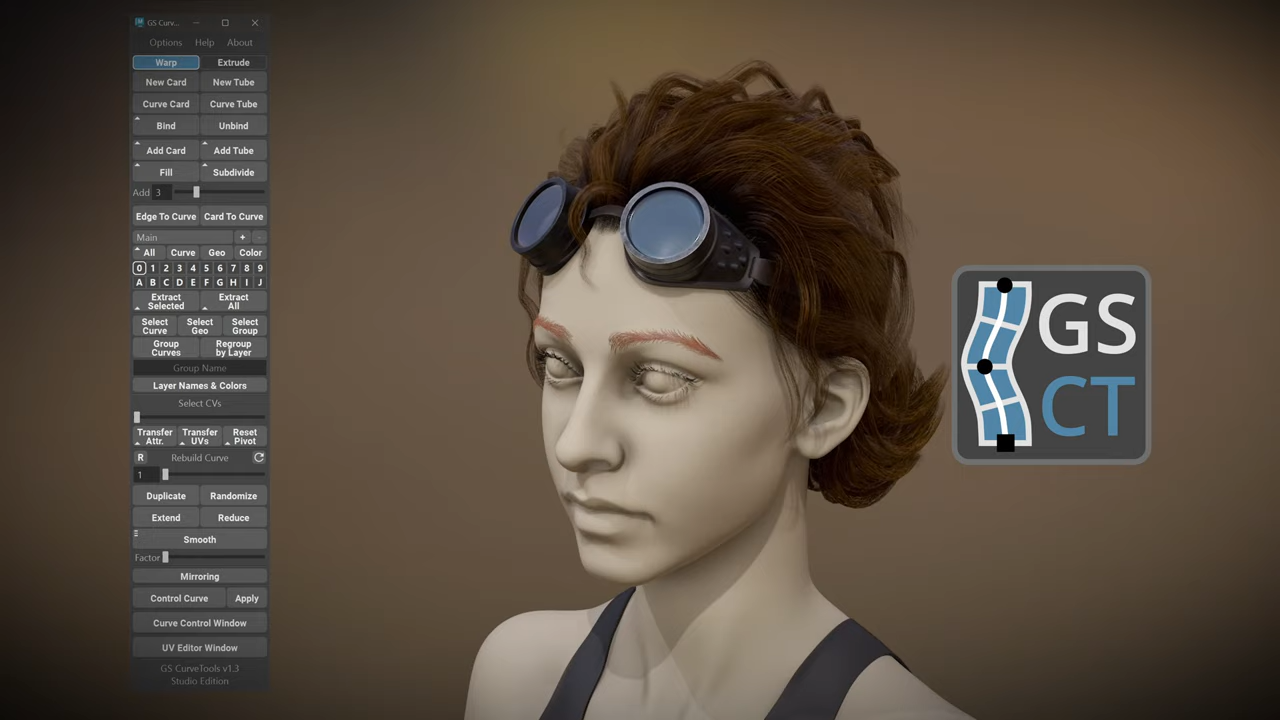 GS Curv...
Options Help About
Warp Extrude
New Card New Tube
Curve Card Curve Tube
Bind Unbind
Add Card Add Tube
Fill Subdivide
Add 3
Edge To Curve Card To Curve
Main + -
All Curve Geo Color
0 1 2 3 4 5 6 7 8 9
A B C D E F G H I J
Extract Selected Extract All
Select Curve Select Geo Select Group
Group Curves Regroup by Layer
Group Name
Layer Names & Colors
Select CVs
Transfer Attr. Transfer UVs Reset Pivot
R Rebuild Curve
1
Duplicate Randomize
Extend Reduce
Smooth
Factor
Mirroring
Control Curve Apply
Curve Control Window
UV Editor Window
GS CurveTools v1.3
Studio Edition
GS
CT